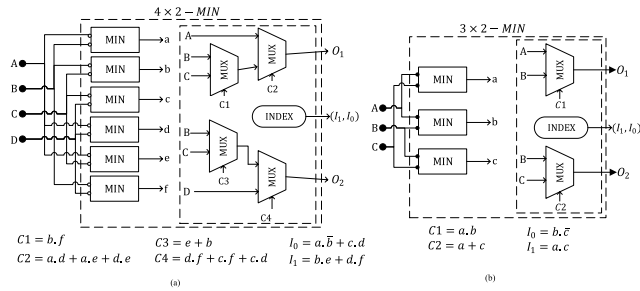 4 × 2 − MIN
A
B
C
D
MIN
a
MIN
b
MIN
c
MIN
d
MIN
e
MIN
f
A
B
C
MUX
C1
MUX
C2
O₁
INDEX
(I₁, I₀)
B
C
MUX
C3
D
MUX
C4
O₂
C1 = b.f
C2 = a.d + a.e + d.e
C3 = e + b
C4 = d.f + c.f + c.d
I₀ = a.b̅ + c.d
I₁ = b.e + d.f
(a)
3 × 2 − MIN
A
B
C
MIN
a
MIN
b
MIN
c
A
B
MUX
C1
O₁
INDEX
(I₁, I₀)
B
C
MUX
C2
O₂
C1 = a.b
C2 = a + c
I₀ = b.c̅
I₁ = a.c
(b)